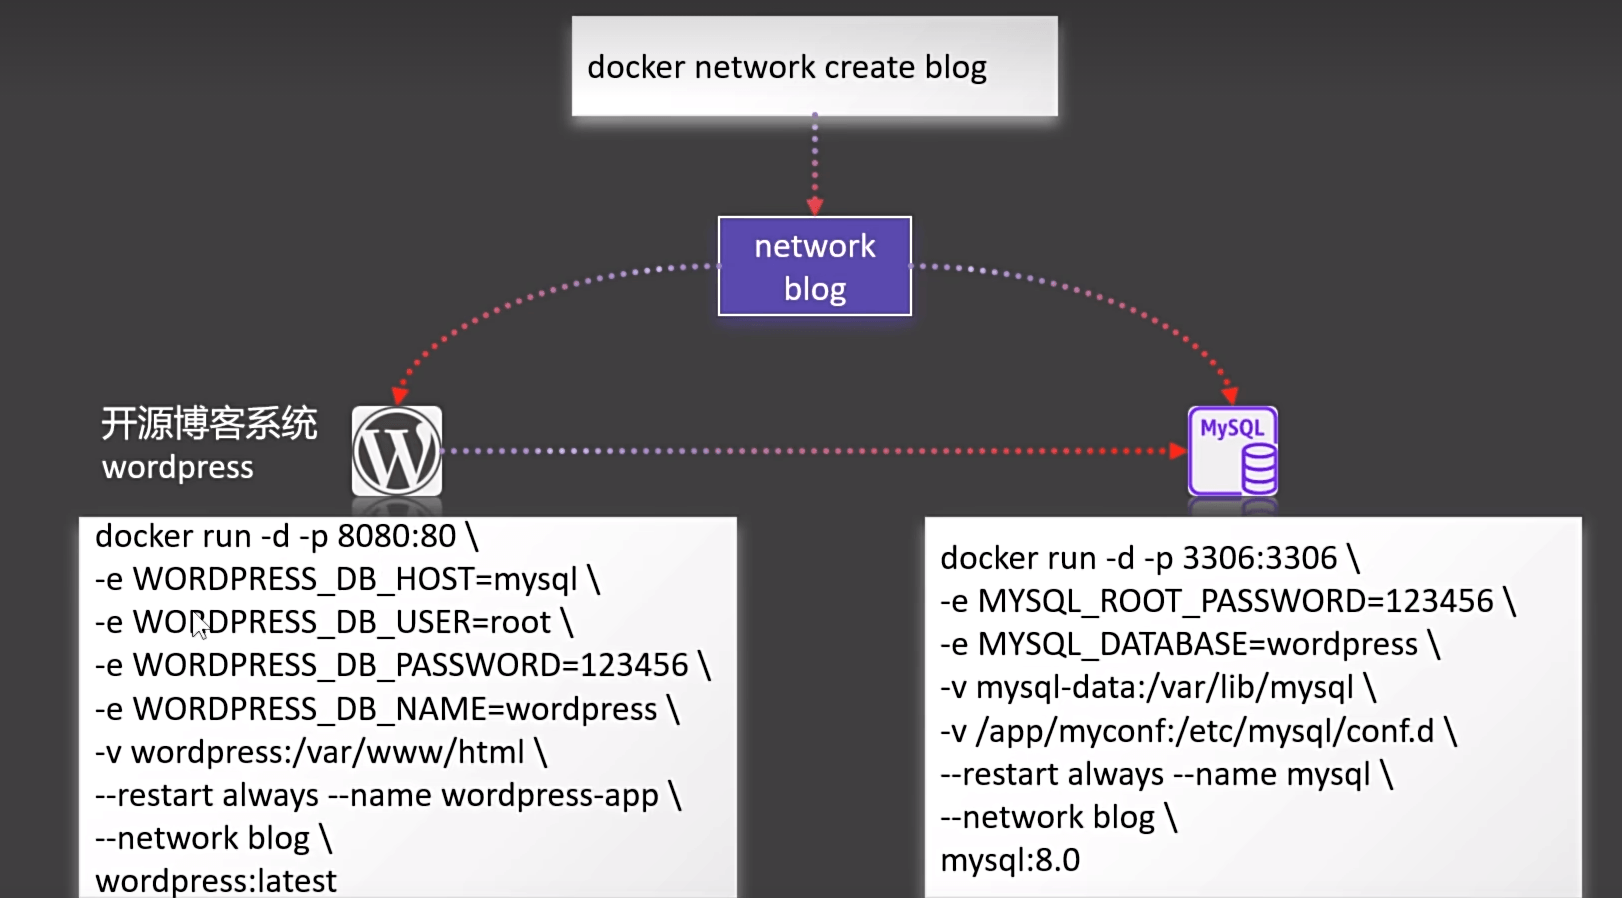 docker network create blog
network
blog
开源博客系统
wordpress
MySQL
docker run -d -p 8080:80 \
-e WORDPRESS_DB_HOST=mysql \
-e WORDPRESS_DB_USER=root \
-e WORDPRESS_DB_PASSWORD=123456 \
-e WORDPRESS_DB_NAME=wordpress \
-v wordpress:/var/www/html \
--restart always --name wordpress-app \
--network blog \
wordpress:latest
docker run -d -p 3306:3306 \
-e MYSQL_ROOT_PASSWORD=123456 \
-e MYSQL_DATABASE=wordpress \
-v mysql-data:/var/lib/mysql \
-v /app/myconf:/etc/mysql/conf.d \
--restart always --name mysql \
--network blog \
mysql:8.0